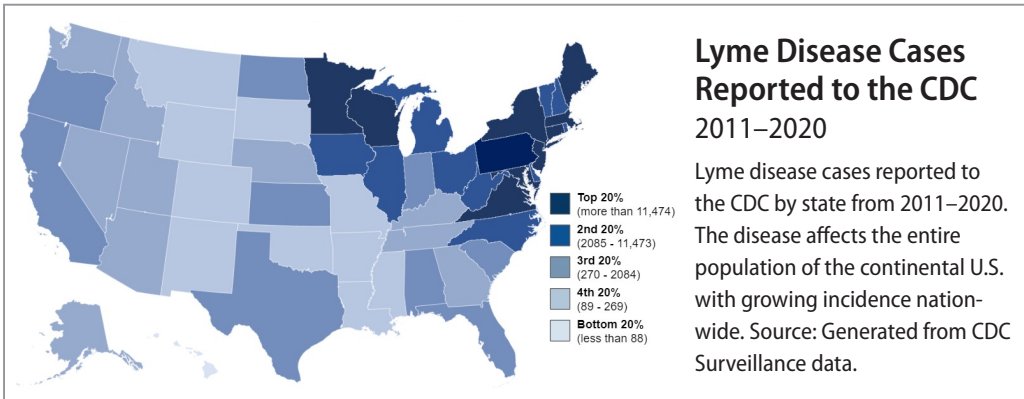 Lyme Disease Cases
Reported to the CDC
2011–2020
Lyme disease cases reported to
the CDC by state from 2011–2020.
The disease affects the entire
population of the continental U.S.
with growing incidence nation-
wide. Source: Generated from CDC
Surveillance data.
Top 20%
(more than 11,474)
2nd 20%
(2085 - 11,473)
3rd 20%
(270 - 2084)
4th 20%
(89 - 269)
Bottom 20%
(less than 88)